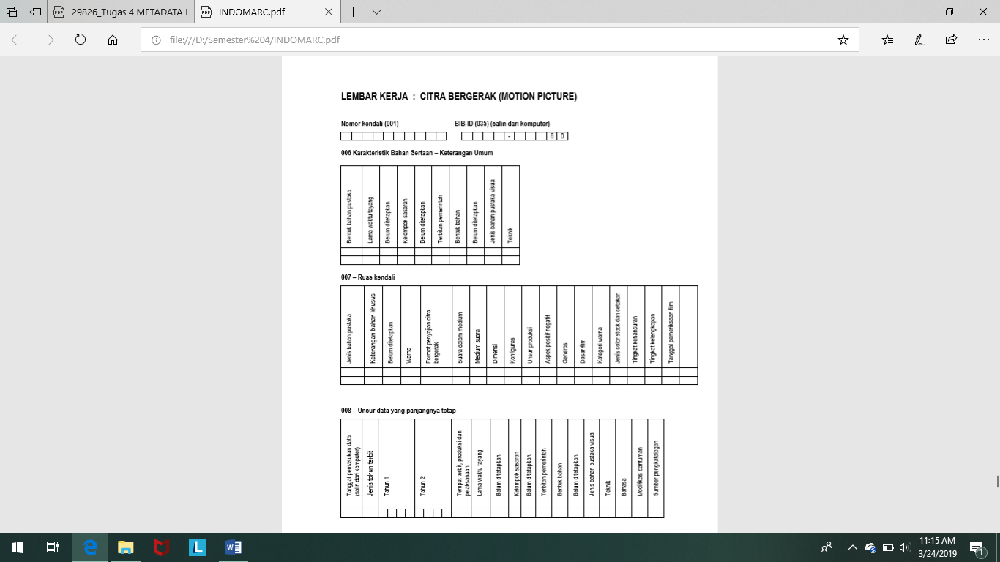 29826_Tugas 4 METADATA
INDOMARC.pdf
file:///D:/Semester%204/INDOMARC.pdf
LEMBAR KERJA : CITRA BERGERAK (MOTION PICTURE)
Nomor kendali (001) BIB-ID (035) (salin dari komputer)
- 6 0
006 Karakteristik Bahan Sertaan – Keterangan Umum
Bentuk bahan pustaka
Lama waktu tayang
Belum ditetapkan
Kelompok sasaran
Belum ditetapkan
Terbitan pemerintah
Bentuk bahan
Belum ditetapkan
Jenis bahan pustaka visual
Teknik
007 – Ruas kendali
Jenis bahan pustaka
Keterangan bahan khusus
Belum ditetapkan
Warna
Format penyajian citra
bergerak
Suara dalam medium
Medium suara
Dimensi
Konfigurasi
Unsur produksi
Aspek positif negatif
Generasi
Dasar film
Kategori warna
Jenis color stock dan cetakan
Tingkat kehancuran
Tingkat kelengkapan
Tanggal pemeriksaan film
008 – Unsur data yang panjangnya tetap
Tanggal pemasukan data
(salin dari komputer)
Jenis tahun terbit
Tahun 1
Tahun 2
Tempat terbit, produksi dan
pelaksanaan
Lama waktu tayang
Belum ditetapkan
Kelompok sasaran
Belum ditetapkan
Terbitan pemerintah
Bentuk bahan
Belum ditetapkan
Jenis bahan pustaka visual
Teknik
Bahasa
Modifikasi cantuman
Sumber pengkatalogan
11:15 AM
3/24/2019
1